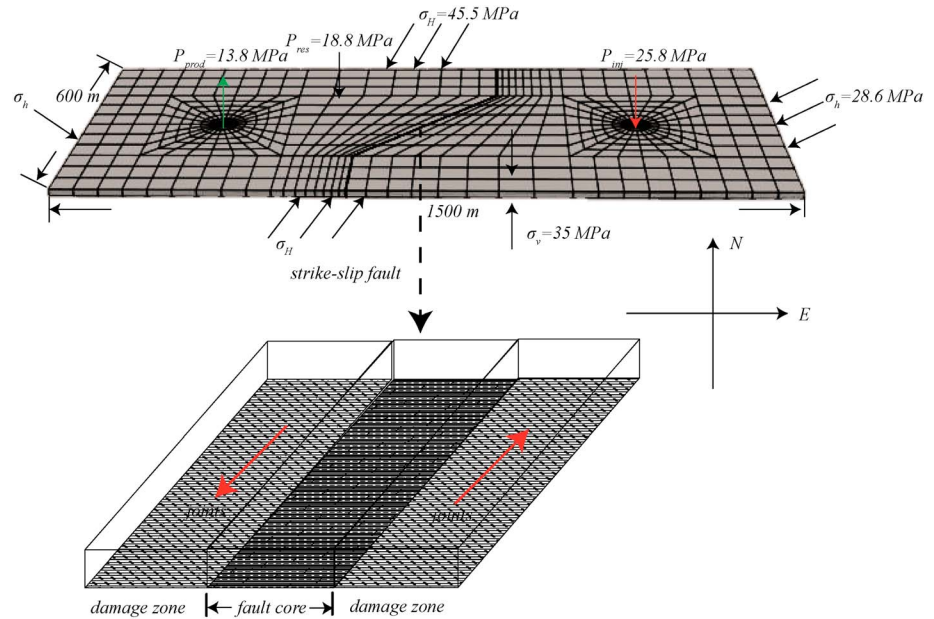 σH=45.5 MPa
Pres=18.8 MPa
Pprod=13.8 MPa
Pinj=25.8 MPa
600 m
σh
σh=28.6 MPa
1500 m
σH
σv=35 MPa
strike-slip fault
N
E
joints
joints
damage zone
fault core
damage zone